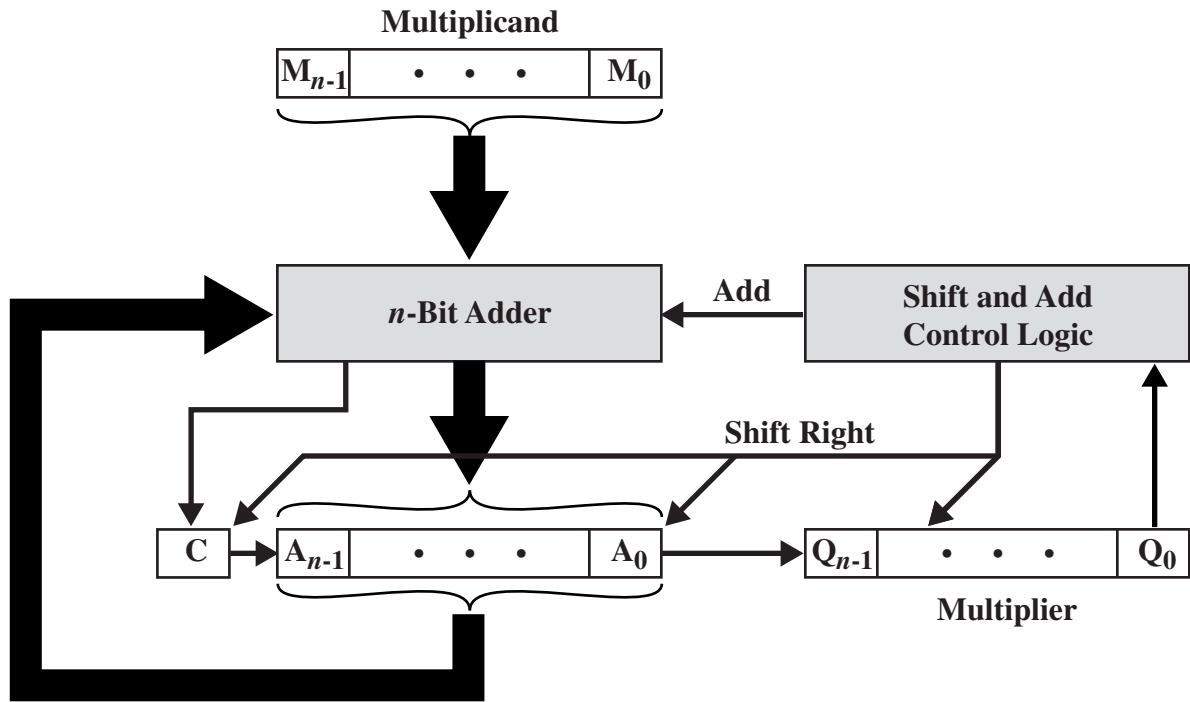 Multiplicand
Mn-1 • • • M0
n-Bit Adder
Add
Shift and Add
Control Logic
Shift Right
C
An-1 • • • A0
Qn-1 • • • Q0
Multiplier